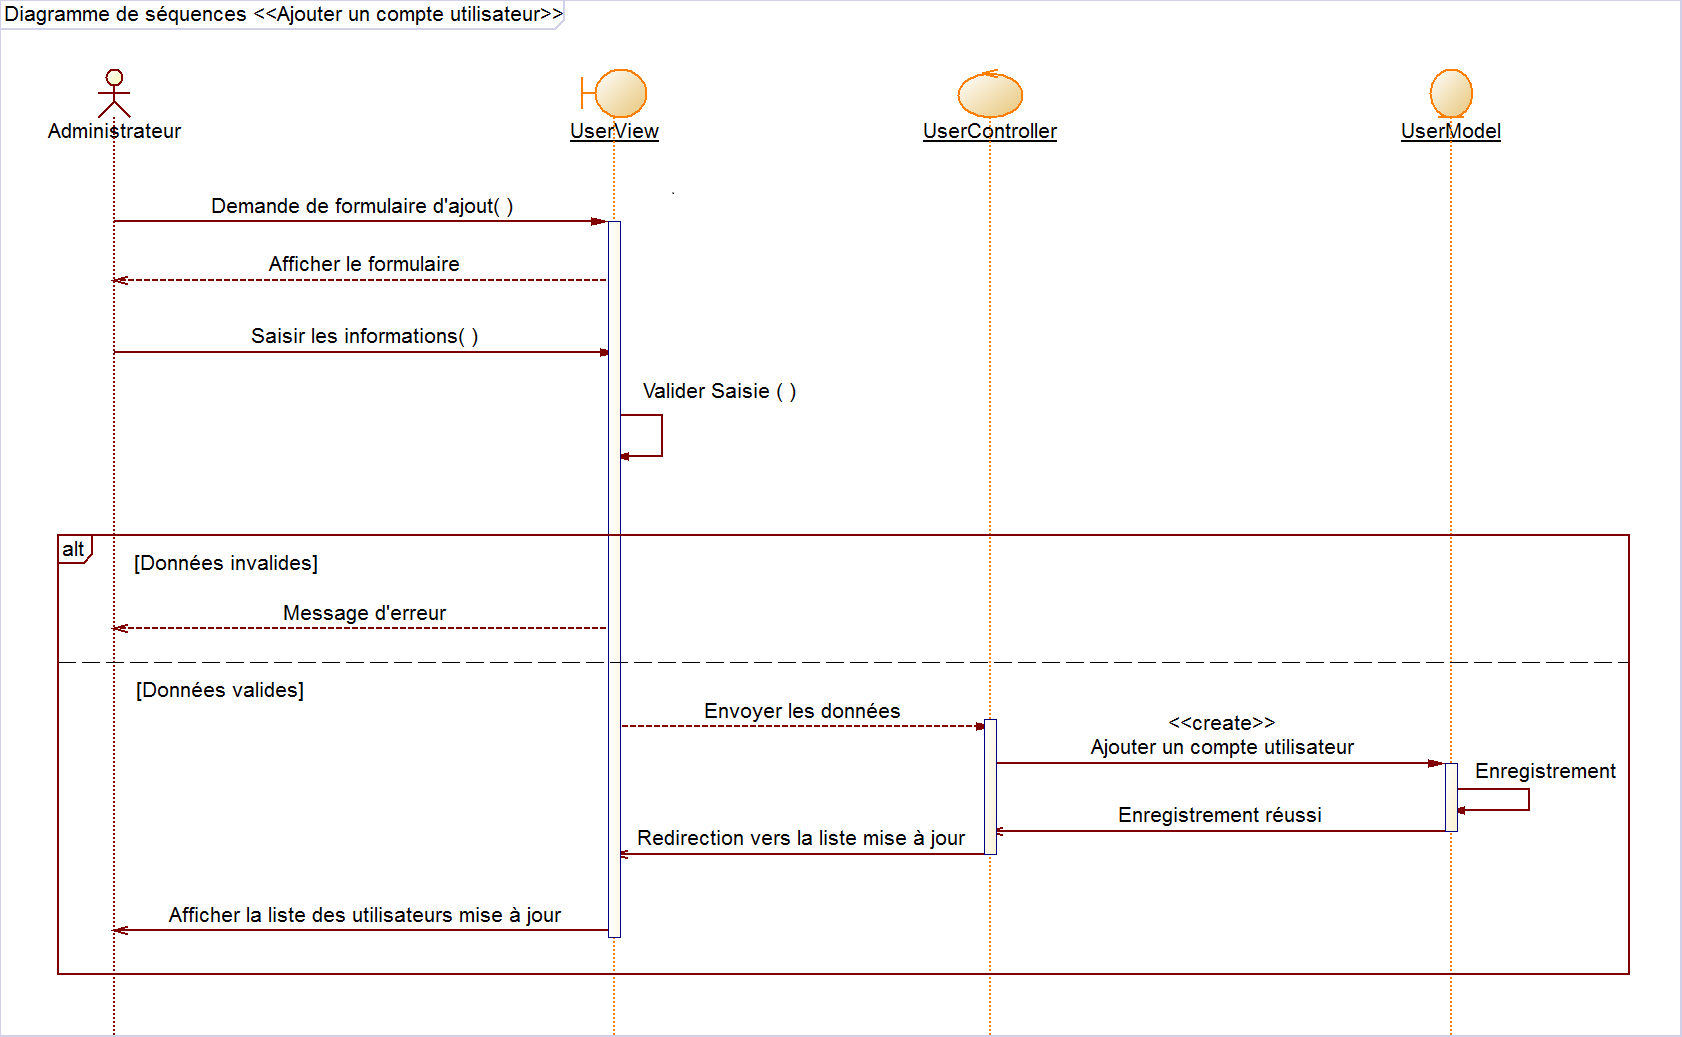 Diagramme de séquences <<Ajouter un compte utilisateur>>
Administrateur
UserView
UserController
UserModel
Demande de formulaire d'ajout( )
Afficher le formulaire
Saisir les informations( )
Valider Saisie ( )
alt
[Données invalides]
Message d'erreur
[Données valides]
Envoyer les données
<<create>>
Ajouter un compte utilisateur
Enregistrement
Enregistrement réussi
Redirection vers la liste mise à jour
Afficher la liste des utilisateurs mise à jour